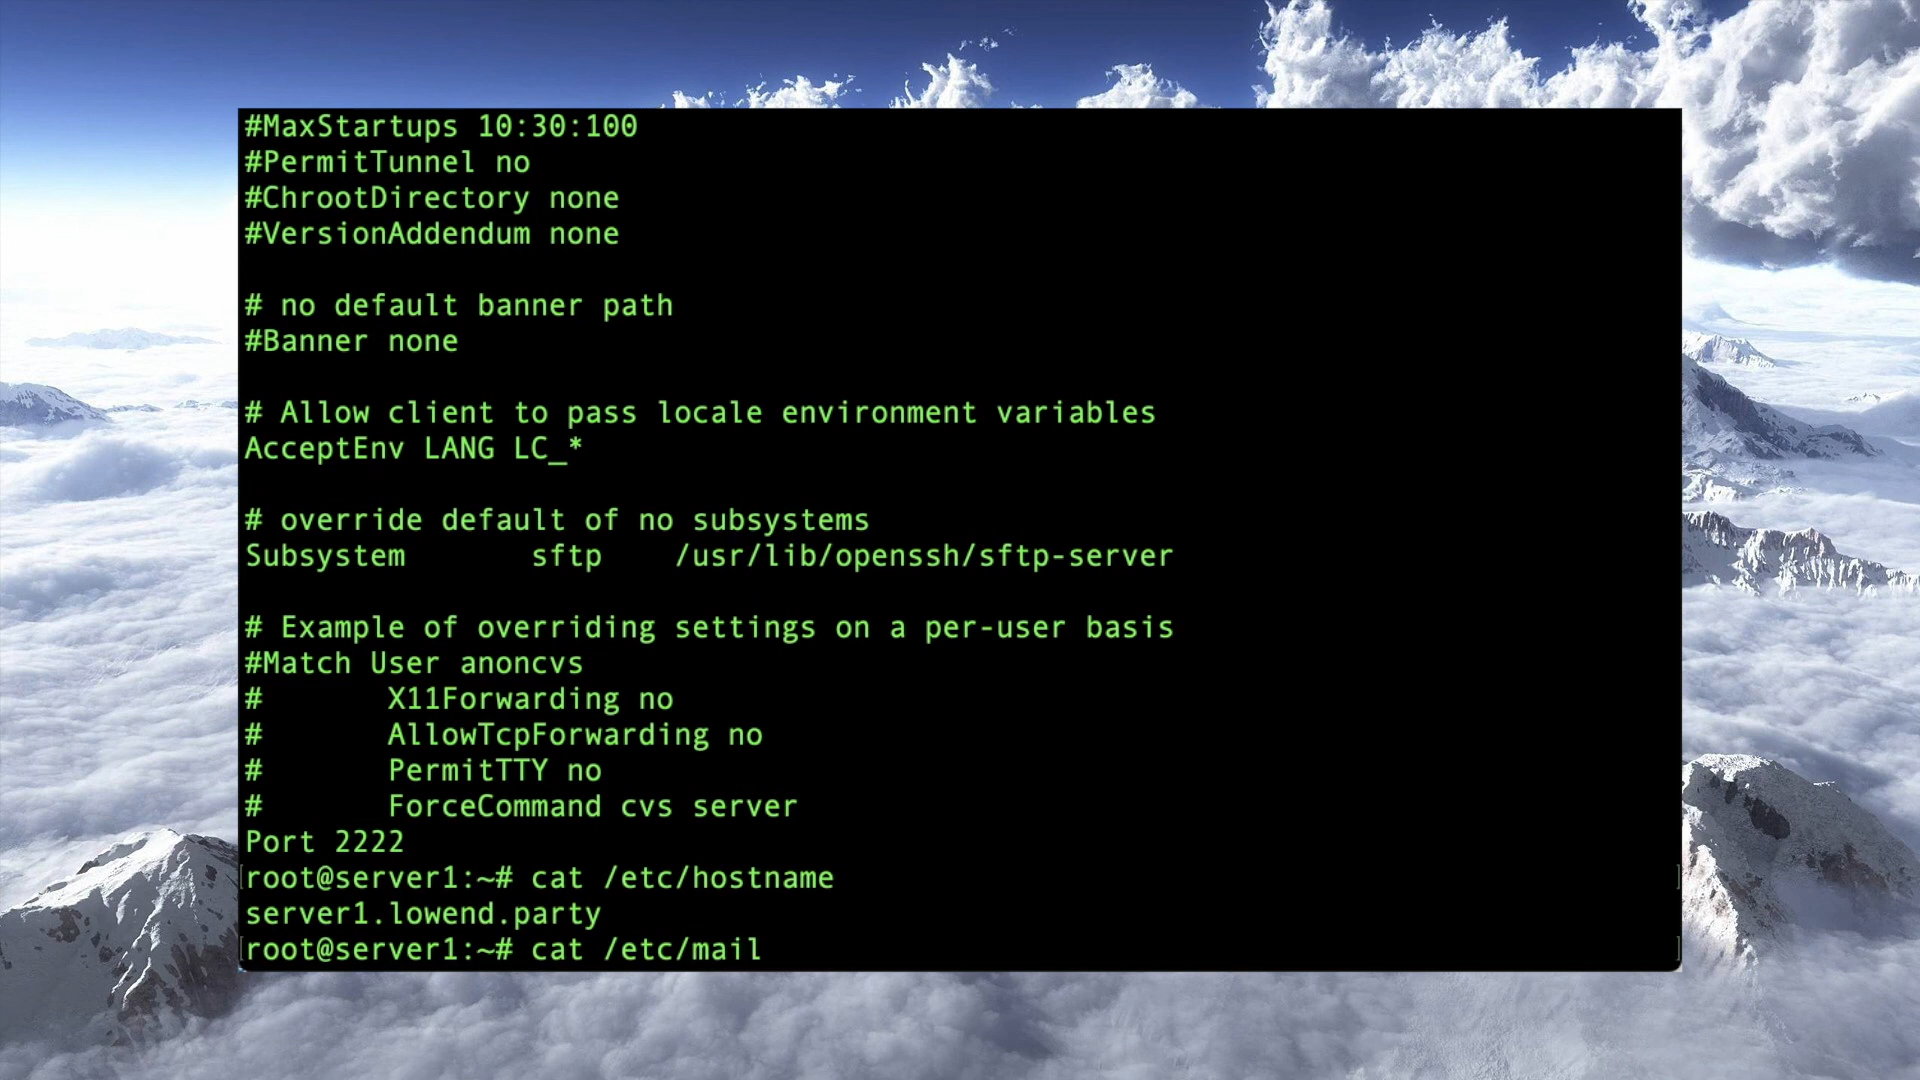 #MaxStartups 10:30:100
#PermitTunnel no
#ChrootDirectory none
#VersionAddendum none
# no default banner path
#Banner none
# Allow client to pass locale environment variables
AcceptEnv LANG LC_*
# override default of no subsystems
Subsystem       sftp    /usr/lib/openssh/sftp-server
# Example of overriding settings on a per-user basis
#Match User anoncvs
#       X11Forwarding no
#       AllowTcpForwarding no
#       PermitTTY no
#       ForceCommand cvs server
Port 2222
[root@server1:~# cat /etc/hostname ]
server1.lowend.party
[root@server1:~# cat /etc/mail ]